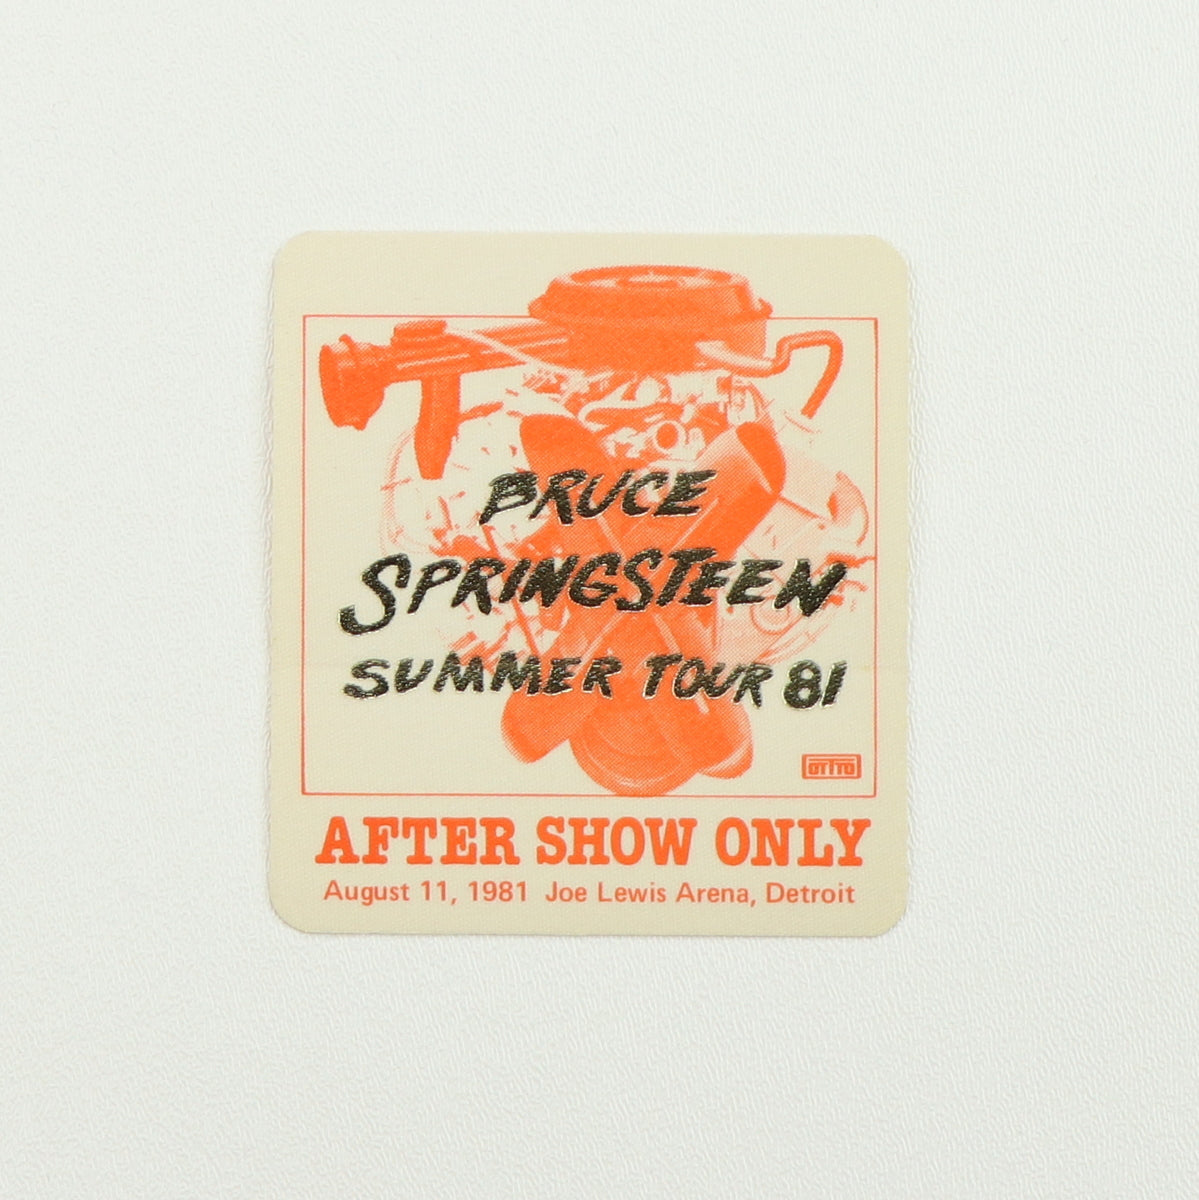 BRUCE
SPRINGSTEEN
SUMMER TOUR 81
OTTO
AFTER SHOW ONLY
August 11, 1981 Joe Lewis Arena, Detroit